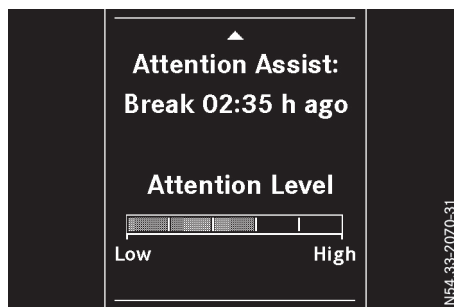 Attention Assist:
Break 02:35 h ago
Attention Level
Low High
N54.33-2070-31